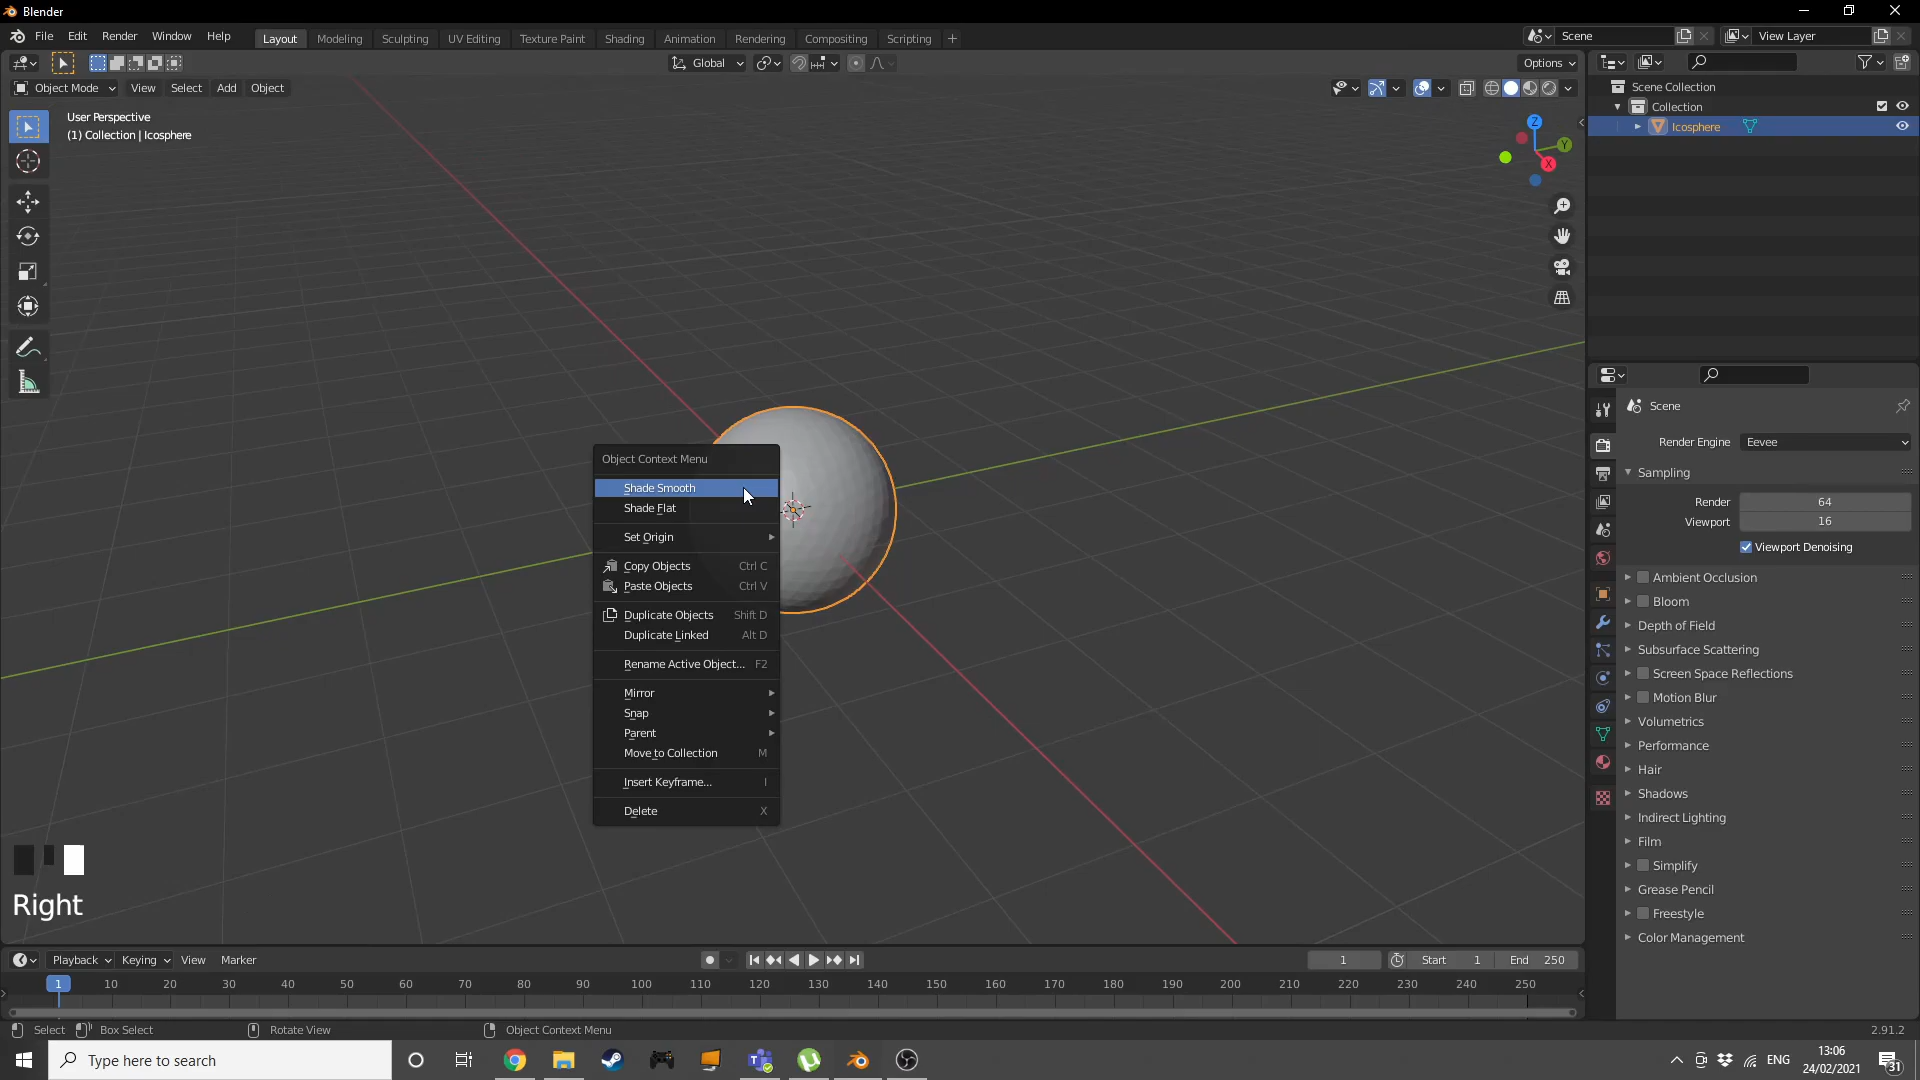 Blender
File Edit Render Window Help
Layout Modeling Sculpting UV Editing Texture Paint Shading Animation Rendering Compositing Scripting
Scene
View Layer
Global
Options
Object Mode View Select Add Object
User Perspective
(1) Collection | Icosphere
Z
Y
X
Scene Collection
Collection
Icosphere
Object Context Menu
Shade Smooth
Shade Flat
Set Origin
Copy Objects Ctrl C
Paste Objects Ctrl V
Duplicate Objects Shift D
Duplicate Linked Alt D
Rename Active Object... F2
Mirror
Snap
Parent
Move to Collection M
Insert Keyframe... I
Delete X
Scene
Render Engine Eevee
Sampling
Render 64
Viewport 16
Viewport Denoising
Ambient Occlusion
Bloom
Depth of Field
Subsurface Scattering
Screen Space Reflections
Motion Blur
Volumetrics
Performance
Hair
Shadows
Indirect Lighting
Film
Simplify
Grease Pencil
Freestyle
Color Management
Right
Playback Keying View Marker
1 Start 1 End 250
1 10 20 30 40 50 60 70 80 90 100 110 120 130 140 150 160 170 180 190 200 210 220 230 240 250
Select Box Select Rotate View Object Context Menu 2.91.2
Type here to search
ENG
13:06
24/02/2021
31